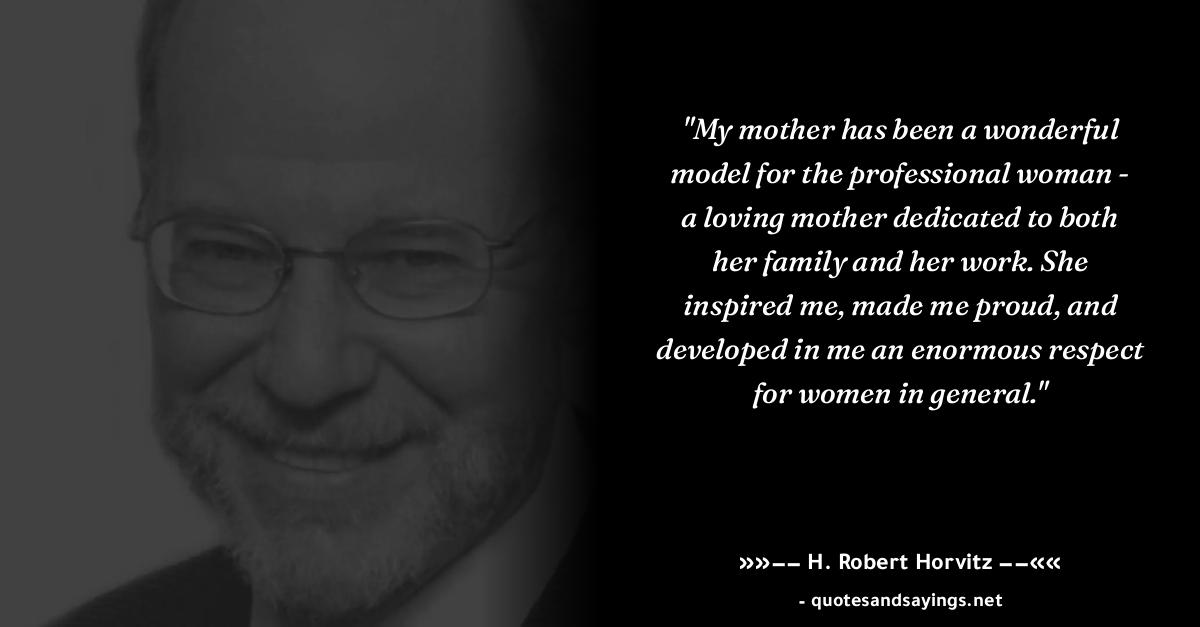 "My mother has been a wonderful
model for the professional woman -
a loving mother dedicated to both
her family and her work. She
inspired me, made me proud, and
developed in me an enormous respect
for women in general."
»»−− H. Robert Horvitz −−««
- quotesandsayings.net